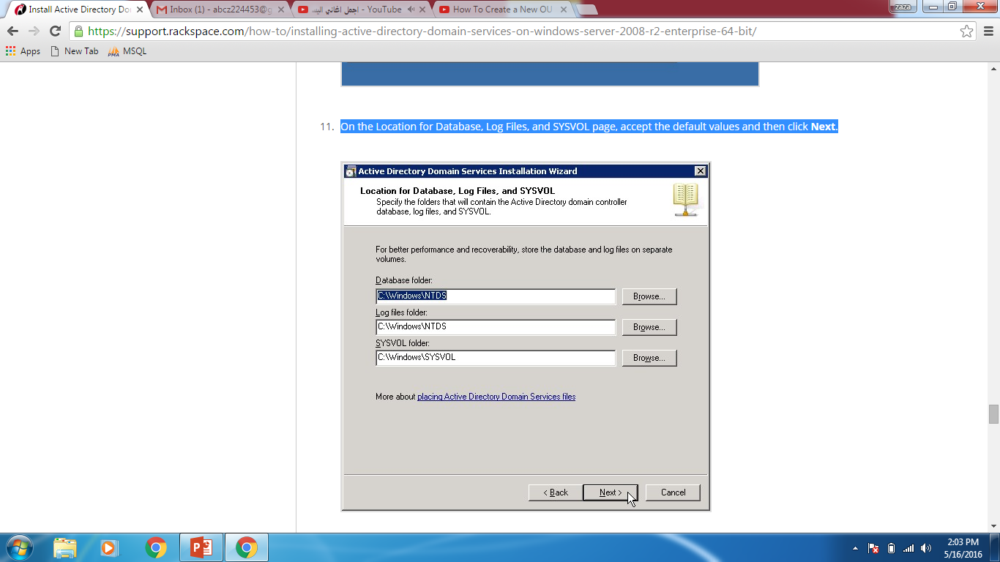 Install Active Directory Do
Inbox (1) - abcz224453@g
اجمل اغاني - YouTube
How To Create a New OU
zaza
https://support.rackspace.com/how-to/installing-active-directory-domain-services-on-windows-server-2008-r2-enterprise-64-bit/
Apps
New Tab
MSQL
11. On the Location for Database, Log Files, and SYSVOL page, accept the default values and then click Next.
Active Directory Domain Services Installation Wizard
Location for Database, Log Files, and SYSVOL
Specify the folders that will contain the Active Directory domain controller
database, log files, and SYSVOL.
For better performance and recoverability, store the database and log files on separate
volumes.
Database folder:
C:\Windows\NTDS
Browse...
Log files folder:
C:\Windows\NTDS
Browse...
SYSVOL folder:
C:\Windows\SYSVOL
Browse...
More about placing Active Directory Domain Services files
< Back
Next >
Cancel
2:03 PM
5/16/2016